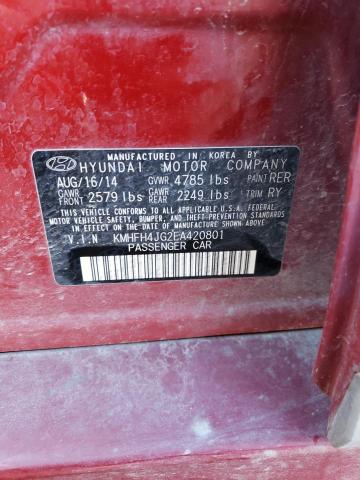 MANUFACTURED IN KOREA BY
HYUNDAI MOTOR COMPANY
AUG/16/14 GVWR 4785 lbs PAINT RER
GAWR FRONT 2579 lbs GAWR REAR 2249 lbs TRIM RY
THIS VEHICLE CONFORMS TO ALL APPLICABLE U.S.A.
FEDERAL MOTOR VEHICLE SAFETY,
BUMPER, AND THEFT PREVENTION STANDARDS
IN EFFECT ON THE DATE OF MANUFACTURE SHOWN ABOVE.
V.I.N KMHFH4JG2FA420801
PASSENGER CAR